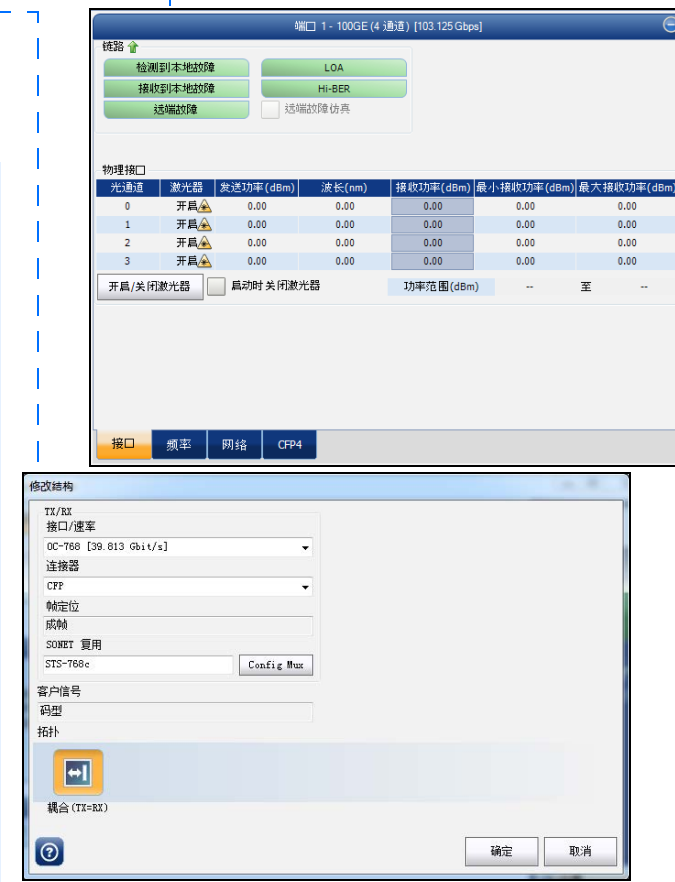 端口 1 - 100GE (4 通道) [103.125 Gbps]
链路
检测到本地故障 LOA
接收到本地故障 Hi-BER
远端故障 远端故障仿真
物理接口
光通道 激光器 发送功率(dBm) 波长(nm) 接收功率(dBm) 最小接收功率(dBm) 最大接收功率(dBm)
0 开启 0.00 0.00 0.00 0.00 0.00
1 开启 0.00 0.00 0.00 0.00 0.00
2 开启 0.00 0.00 0.00 0.00 0.00
3 开启 0.00 0.00 0.00 0.00 0.00
开启/关闭激光器 启动时关闭激光器 功率范围(dBm) -- 至 --
接口 频率 网络 CFP4
修改结构
TX/RX
接口/速率
OC-768 [39.813 Gbit/s]
连接器
CFP
帧定位
成帧
SONET 复用
STS-768c Config Mux
客户信号
码型
拓扑
耦合(TX=RX)
确定 取消